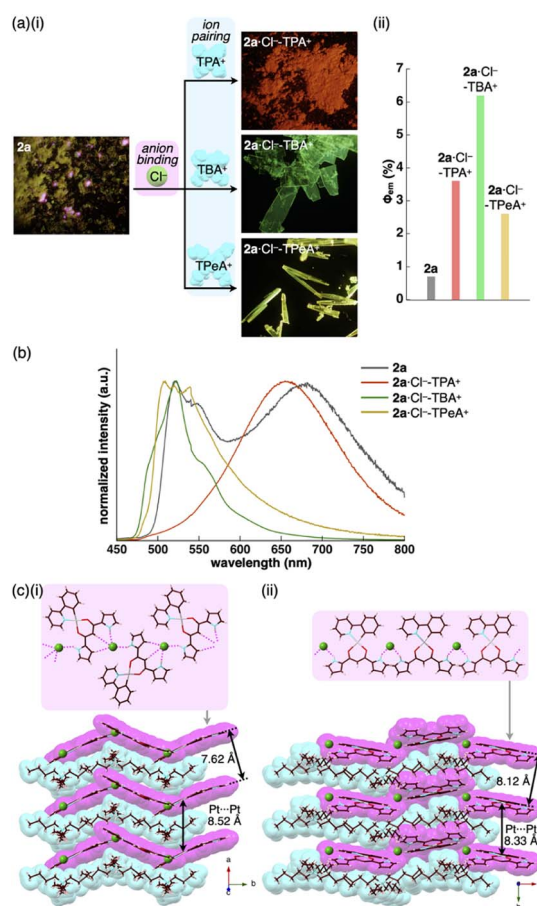 (a)(i)
ion
pairing
TPA⁺
2a·Cl⁻-TPA⁺
2a
anion
binding
Cl⁻
TBA⁺
2a·Cl⁻-TBA⁺
TPeA⁺
2a·Cl⁻-TPeA⁺
(ii)
Φem (%)
7
6
5
4
3
2
1
0
2a
2a·Cl⁻
-TPA⁺
2a·Cl⁻
-TBA⁺
2a·Cl⁻
-TPeA⁺
(b)
normalized intensity (a.u.)
2a
2a·Cl⁻-TPA⁺
2a·Cl⁻-TBA⁺
2a·Cl⁻-TPeA⁺
450 500 550 600 650 700 750 800
wavelength (nm)
(c)(i)
7.62 Å
Pt···Pt
8.52 Å
a
b
c
(ii)
8.12 Å
Pt···Pt
8.33 Å